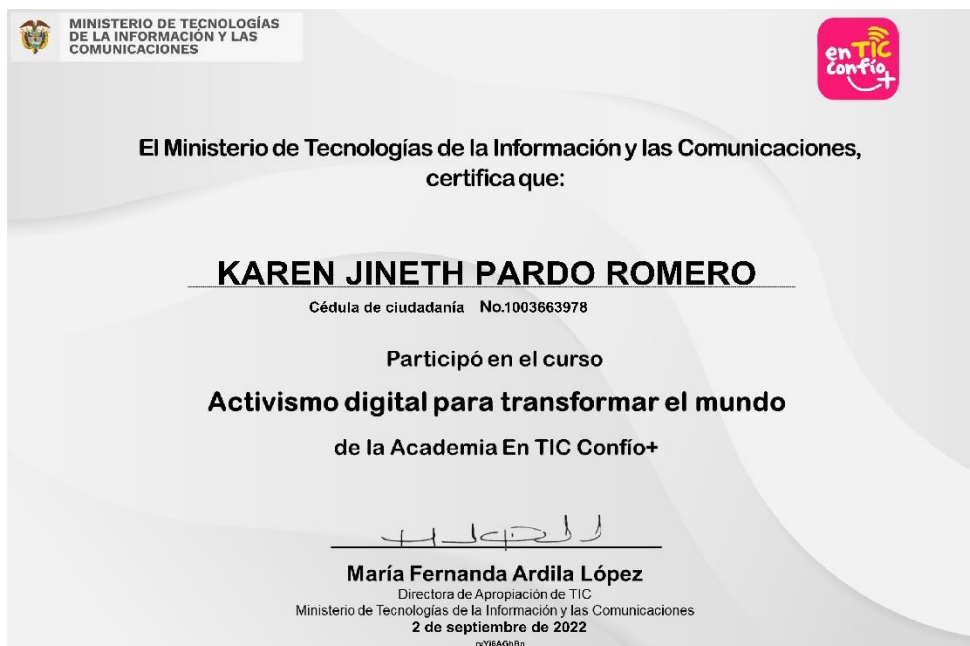 MINISTERIO DE TECNOLOGÍAS
DE LA INFORMACIÓN Y LAS
COMUNICACIONES
en TIC
confío
+
El Ministerio de Tecnologías de la Información y las Comunicaciones,
certifica que:
KAREN JINETH PARDO ROMERO
Cédula de ciudadanía No.1003663978
Participó en el curso
Activismo digital para transformar el mundo
de la Academia En TIC Confío+
María Fernanda Ardila López
Directora de Apropiación de TIC
Ministerio de Tecnologías de la Información y las Comunicaciones
2 de septiembre de 2022